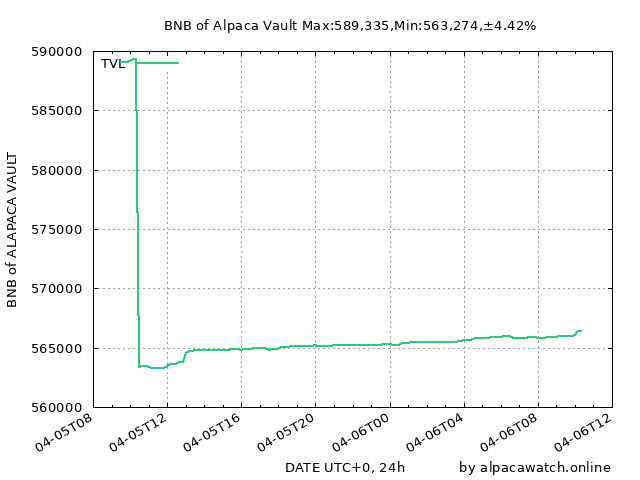 BNB of Alpaca Vault Max:589,335,Min:563,274,±4.42%
590000
TVL
585000
580000
575000
570000
565000
560000
BNB of ALAPACA VAULT
04-05T08
04-05T12
04-05T16
04-05T20
04-06T00
04-06T04
04-06T08
04-06T12
DATE UTC+0, 24h
by alpacawatch.online